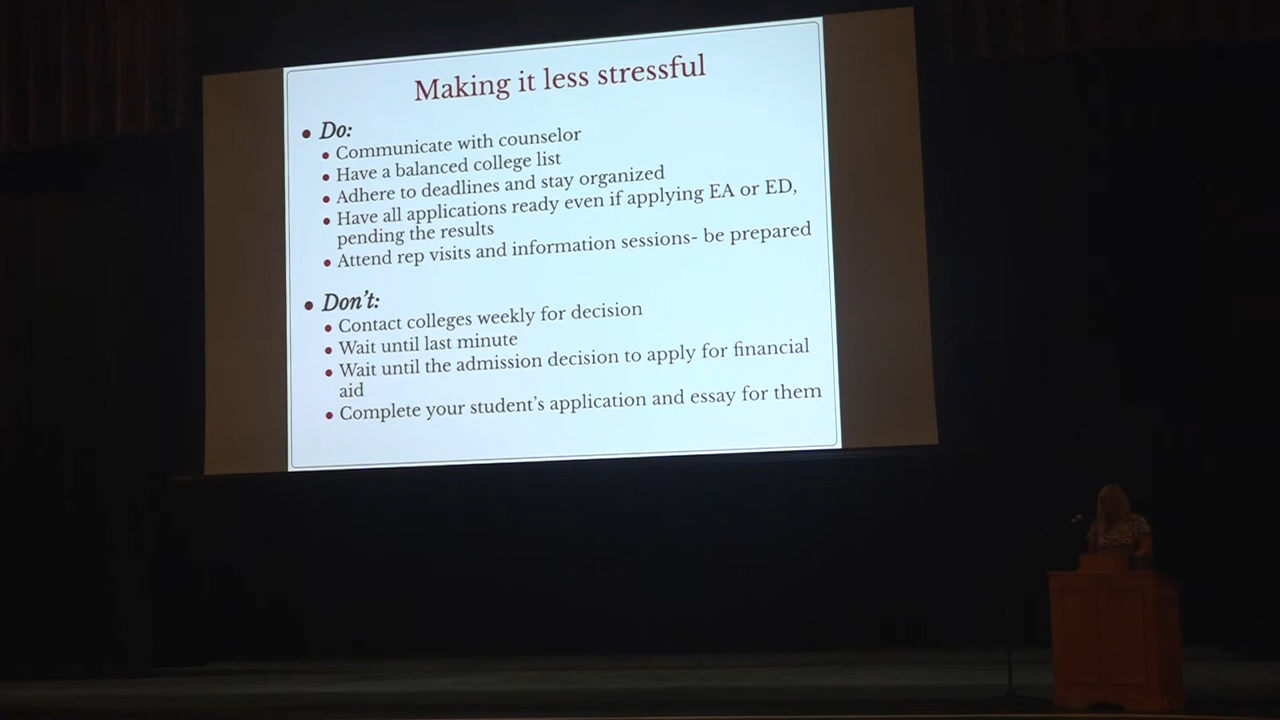 Making it less stressful
• Do:
• Communicate with counselor
• Have a balanced college list
• Adhere to deadlines and stay organized
• Have all applications ready even if applying EA or ED,
pending the results
• Attend rep visits and information sessions- be prepared
• Don't:
• Contact colleges weekly for decision
• Wait until last minute
• Wait until the admission decision to apply for financial
aid
• Complete your student's application and essay for them